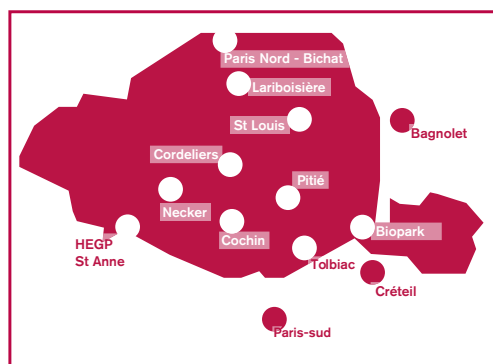 Paris Nord - Bichat
Lariboisière
St Louis
Bagnolet
Cordeliers
Pitié
Necker
Cochin
Biopark
HEGP
St Anne
Tolbiac
Créteil
Paris-sud